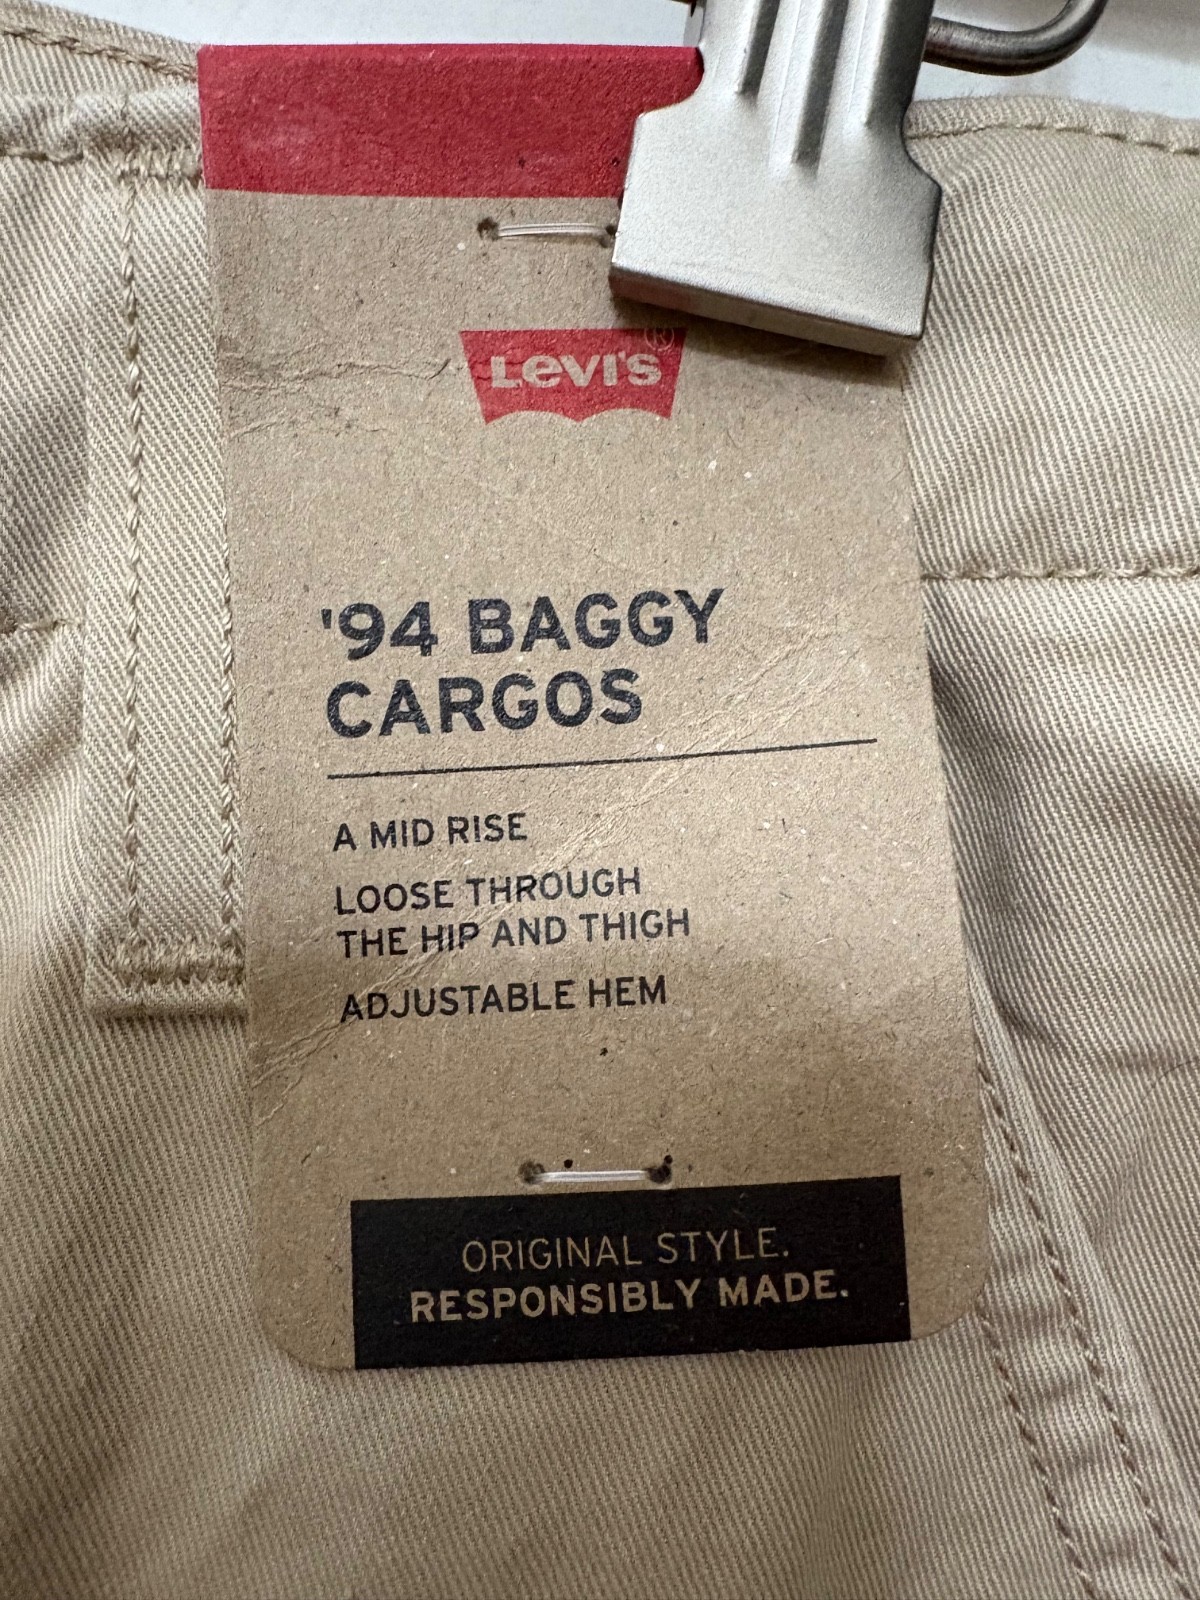 Levi's®
'94 BAGGY
CARGOS
A MID RISE
LOOSE THROUGH
THE HIP AND THIGH
ADJUSTABLE HEM
ORIGINAL STYLE.
RESPONSIBLY MADE.